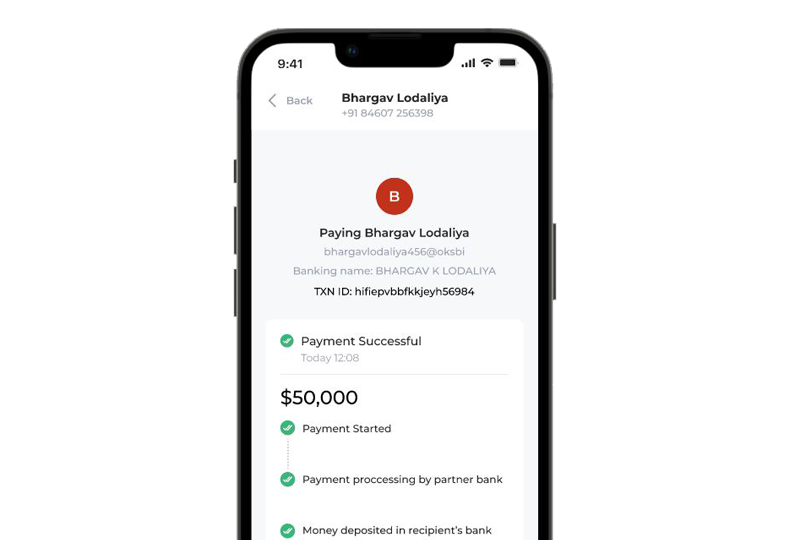 9:41
Back
Bhargav Lodaliya
+91 84607 256398
B
Paying Bhargav Lodaliya
bhargavlodaliya456@oksbi
Banking name: BHARGAV K LODALIYA
TXN ID: hifiepvbbfkkjeyh56984
Payment Successful
Today 12:08
$50,000
Payment Started
Payment proccessing by partner bank
Money deposited in recipient's bank